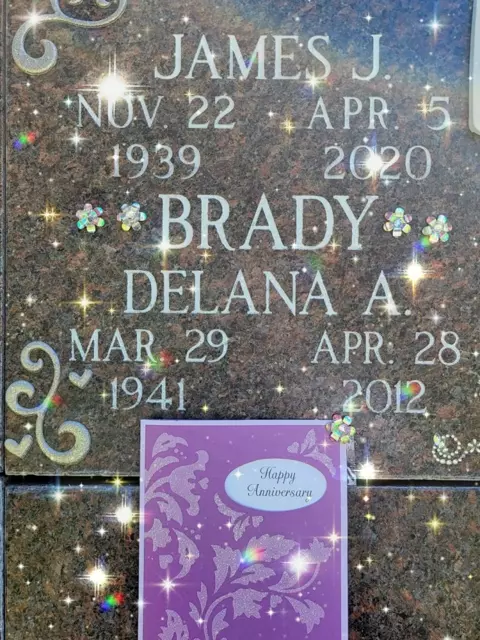 JAMES J.
NOV 22 APR. 5
1939 2020
BRADY
DELANA A.
MAR. 29 APR. 28
1941 2012
Happy
Anniversary